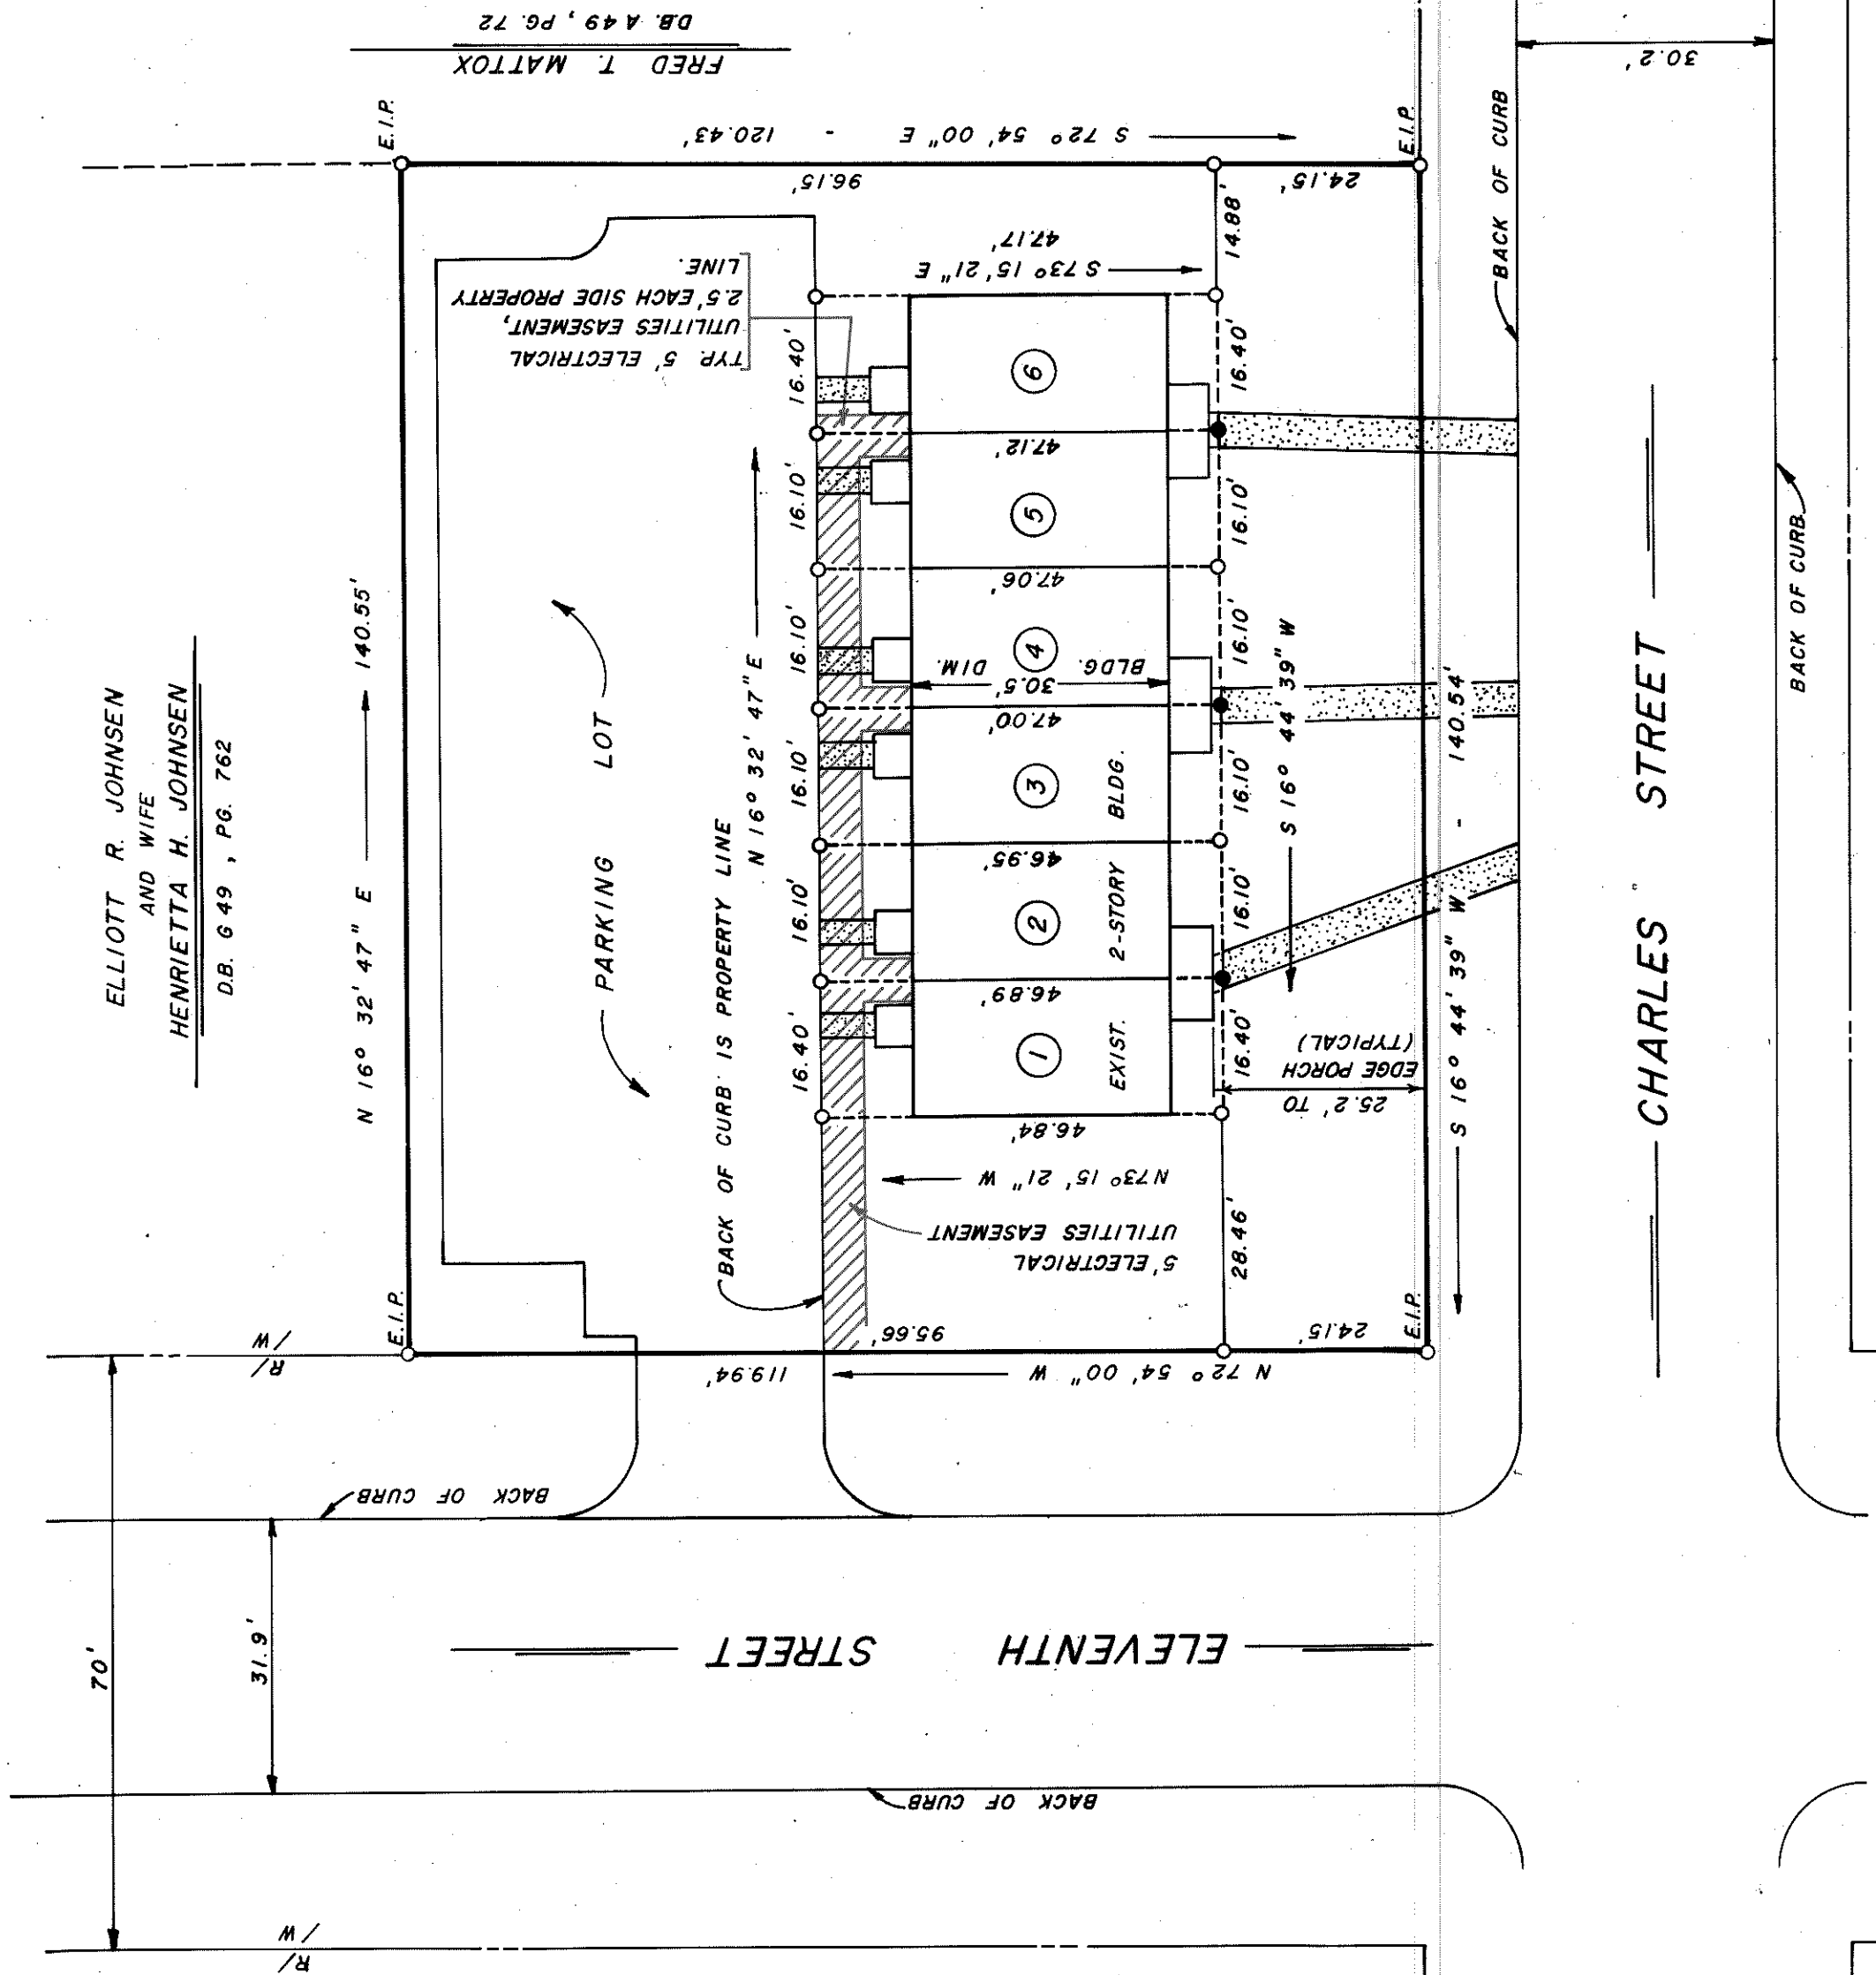 FRED T. MATTOX
D.B. A 49, PG. 72
E.I.P.
S 72° 54' 00" E - 120.43'
96.15'
24.15'
E.I.P.
BACK OF CURB
30.2'
ELLIOTT R. JOHNSEN
AND WIFE
HENRIETTA H. JOHNSEN
D.B. G 49, PG. 762
N 16° 32' 47" E 140.55'
PARKING LOT
TYP. 5' ELECTRICAL
UTILITIES EASEMENT,
2.5' EACH SIDE PROPERTY
LINE.
S 73° 15' 21" E
47.17'
14.88'
BACK OF CURB IS PROPERTY LINE
N 16° 32' 47" E
16.40'
16.10'
16.10'
16.10'
16.10'
16.40'
6
47.12'
5
47.06'
4
BLDG. 30.5' DIM.
47.00'
3
46.95'
2
46.89'
1
46.84'
EXIST. 2-STORY BLDG.
16.40'
16.10'
16.10'
16.10'
16.10'
16.40'
S 16° 44' 39" W
25.2' TO
EDGE PORCH
(TYPICAL)
28.46'
N 73° 15' 21" W
5' ELECTRICAL
UTILITIES EASEMENT
S 16° 44' 39" W - 140.54'
CHARLES STREET
BACK OF CURB
E.I.P.
95.66'
24.15'
E.I.P.
N 72° 54' 00" W 119.94'
R/W
BACK OF CURB
70'
31.9'
ELEVENTH STREET
BACK OF CURB
R/W